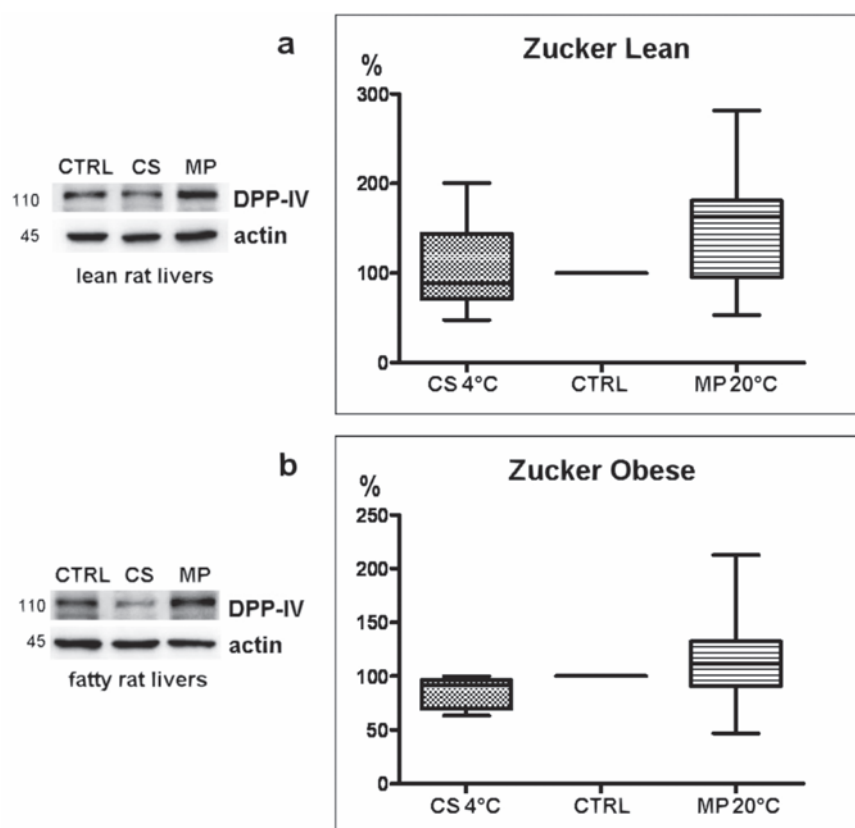 a
Zucker Lean
%
300
200
100
0
CS 4°C CTRL MP 20°C
CTRL CS MP
110 DPP-IV
45 actin
lean rat livers
b
Zucker Obese
%
250
200
150
100
50
0
CS 4°C CTRL MP 20°C
CTRL CS MP
110 DPP-IV
45 actin
fatty rat livers